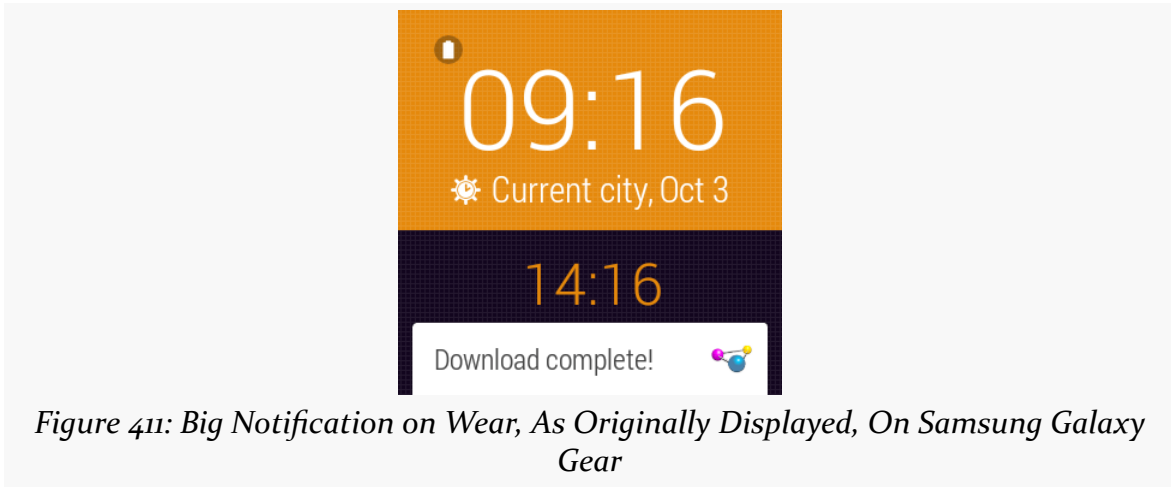 09:16
Current city, Oct 3
14:16
Download complete!
Figure 411: Big Notification on Wear, As Originally Displayed, On Samsung Galaxy
Gear